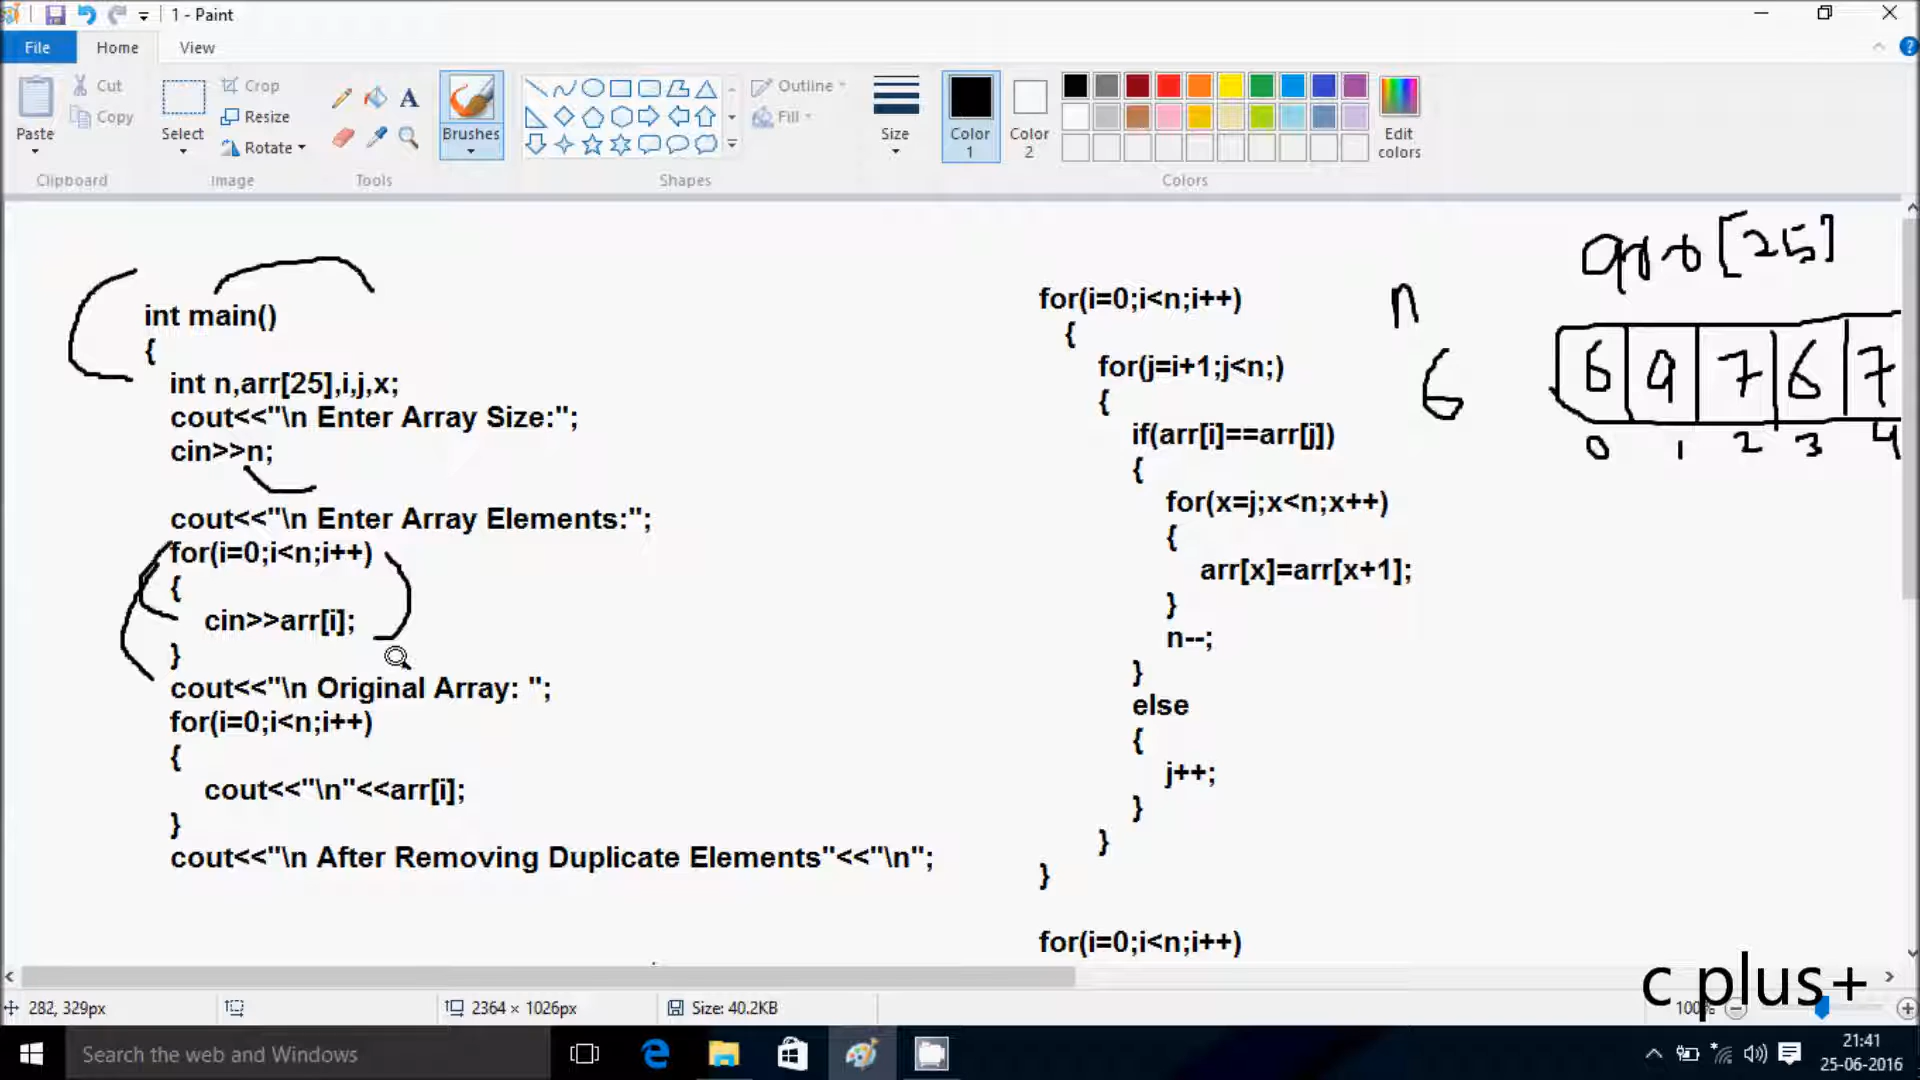 1 - Paint
File Home View
Paste
Cut
Copy
Clipboard
Select
Crop
Resize
Rotate
Image
Tools
Brushes
Shapes
Outline
Fill
Size
Color 1
Color 2
Edit colors
Colors
int main()
{
int n,arr[25],i,j,x;
cout<<"\n Enter Array Size:";
cin>>n;
cout<<"\n Enter Array Elements:";
for(i=0;i<n;i++)
{
cin>>arr[i];
}
cout<<"\n Original Array: ";
for(i=0;i<n;i++)
{
cout<<"\n"<<arr[i];
}
cout<<"\n After Removing Duplicate Elements"<<"\n";
for(i=0;i<n;i++)
{
for(j=i+1;j<n;)
{
if(arr[i]==arr[j])
{
for(x=j;x<n;x++)
{
arr[x]=arr[x+1];
}
n--;
}
else
{
j++;
}
}
}
for(i=0;i<n;i++)
n
6
arr[25]
6 9 7 6 7
0 1 2 3 4
c plus+
282, 329px
2364 × 1026px
Size: 40.2KB
100%
Search the web and Windows
21:41
25-06-2016